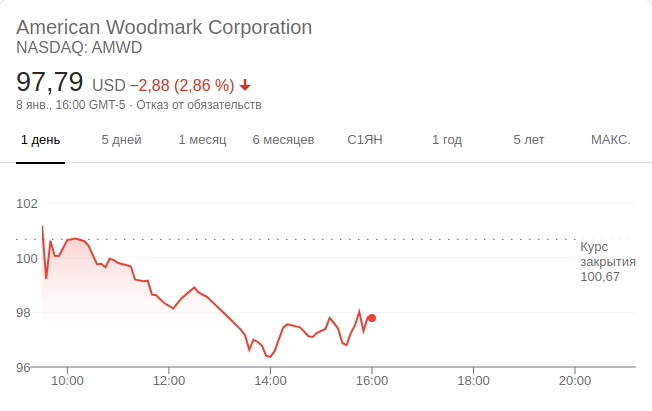 American Woodmark Corporation
NASDAQ: AMWD
97,79 USD −2,88 (2,86 %)
8 янв., 16:00 GMT-5 · Отказ от обязательств
1 день 5 дней 1 месяц 6 месяцев С1ЯН 1 год 5 лет МАКС.
102
100
98
96
Курс
закрытия
100,67
10:00 12:00 14:00 16:00 18:00 20:00